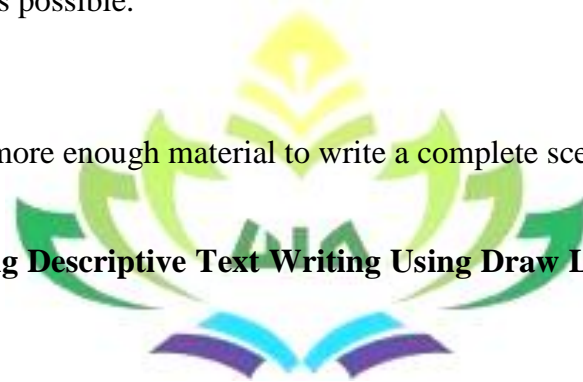 s possible.
more enough material to write a complete sce
g Descriptive Text Writing Using Draw L